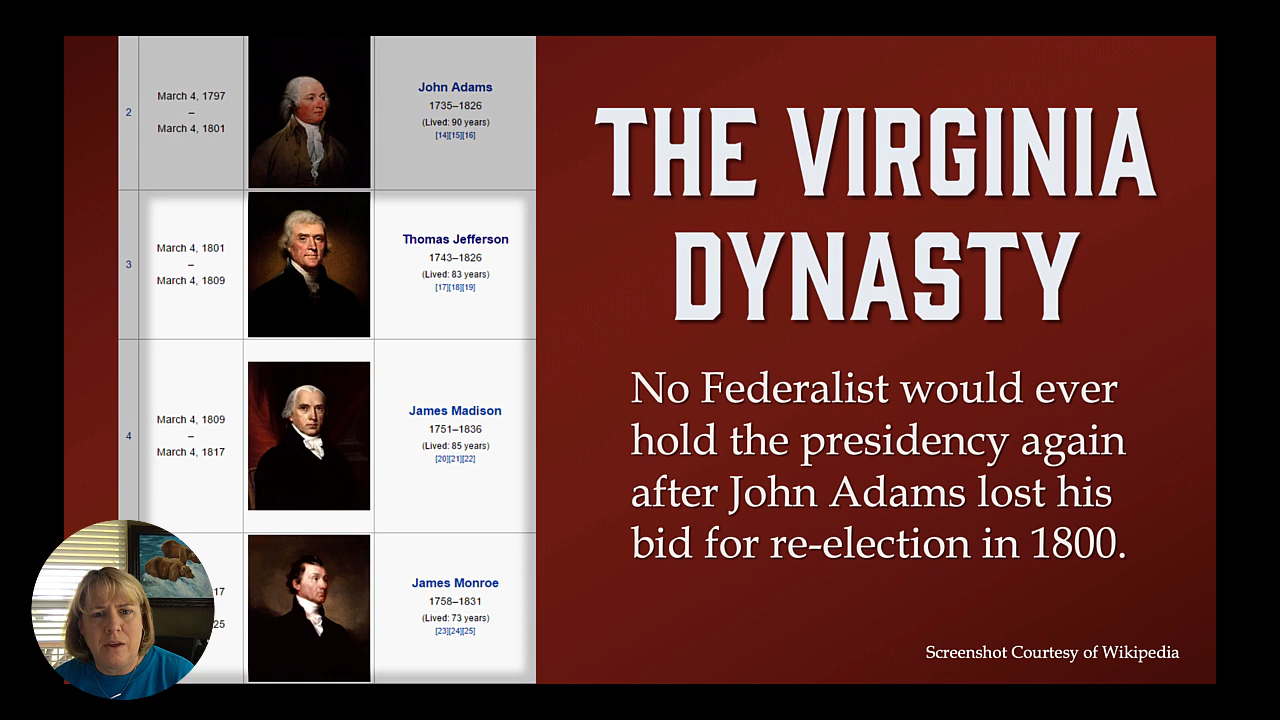 2
March 4, 1797
–
March 4, 1801
John Adams
1735–1826
(Lived: 90 years)
[14][15][16]
3
March 4, 1801
–
March 4, 1809
Thomas Jefferson
1743–1826
(Lived: 83 years)
[17][18][19]
4
March 4, 1809
–
March 4, 1817
James Madison
1751–1836
(Lived: 85 years)
[20][21][22]
17
25
James Monroe
1758–1831
(Lived: 73 years)
[23][24][25]
THE VIRGINIA
DYNASTY
No Federalist would ever
hold the presidency again
after John Adams lost his
bid for re-election in 1800.
Screenshot Courtesy of Wikipedia